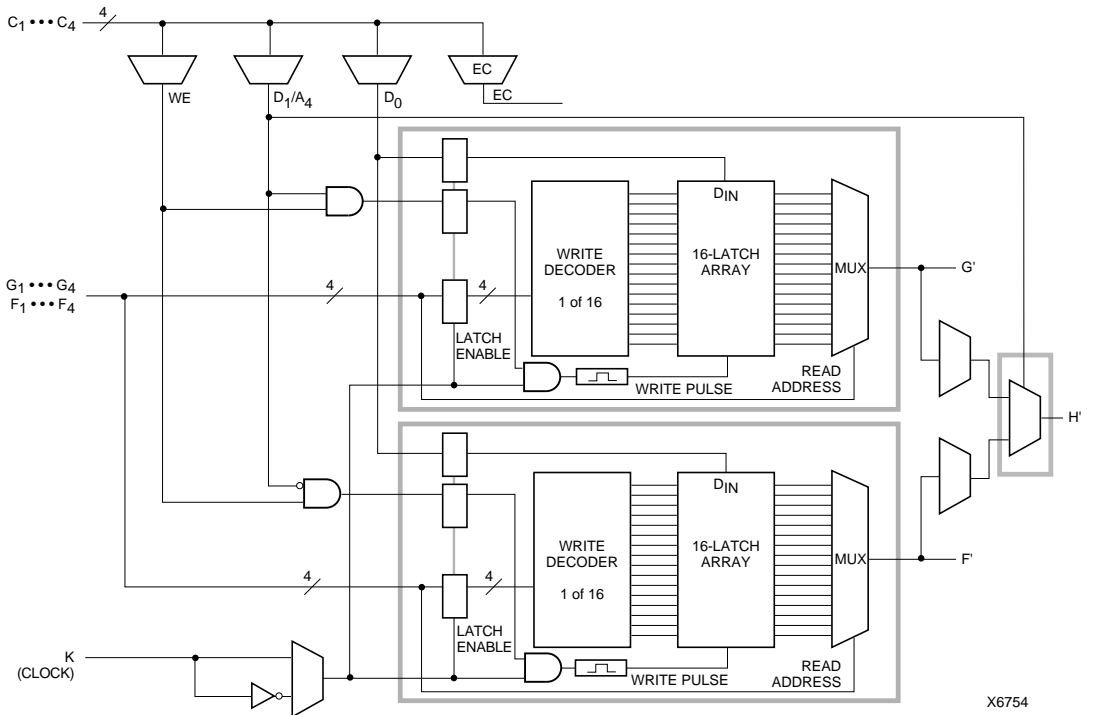 C1 • • • C4
4
WE
D1/A4
D0
EC
EC
DIN
WRITE
DECODER
1 of 16
16-LATCH
ARRAY
MUX
G'
G1 • • • G4
F1 • • • F4
4
4
LATCH
ENABLE
WRITE PULSE
READ
ADDRESS
H'
DIN
WRITE
DECODER
1 of 16
16-LATCH
ARRAY
MUX
F'
4
4
LATCH
ENABLE
WRITE PULSE
READ
ADDRESS
K
(CLOCK)
X6754